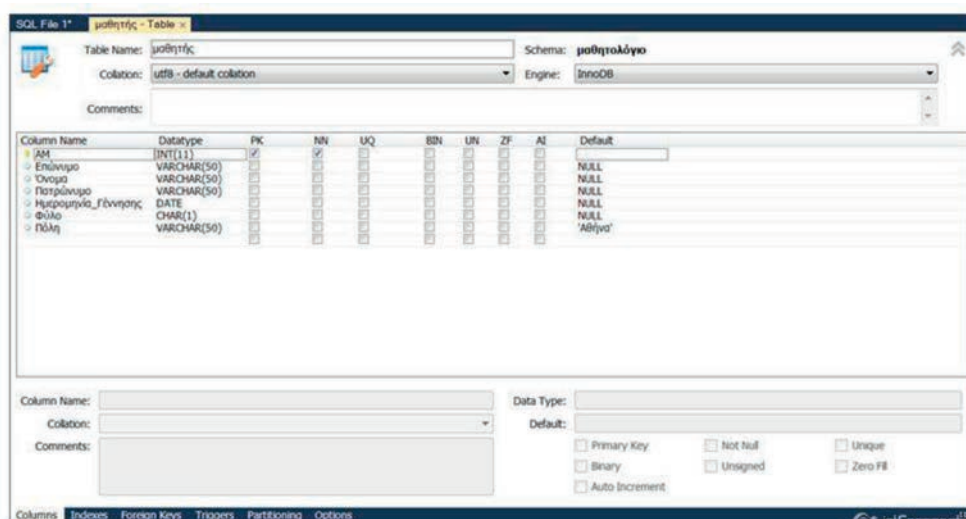 SQL File 1* μαθητής - Table ×
Table Name: μαθητής Schema: μαθητολόγιο
Collation: utf8 - default collation Engine: InnoDB
Comments:
Column Name Datatype PK NN UQ BIN UN ZF AI Default
ΑΜ INT(11)
Επώνυμο VARCHAR(50) NULL
Όνομα VARCHAR(50) NULL
Πατρώνυμο VARCHAR(50) NULL
Ημερομηνία_Γέννησης DATE NULL
Φύλο CHAR(1) NULL
Πόλη VARCHAR(50) 'Αθήνα'
Column Name: Data Type:
Collation: Default:
Comments: Primary Key Not Null Unique
Binary Unsigned Zero Fill
Auto Increment
Columns Indexes Foreign Keys Triggers Partitioning Options